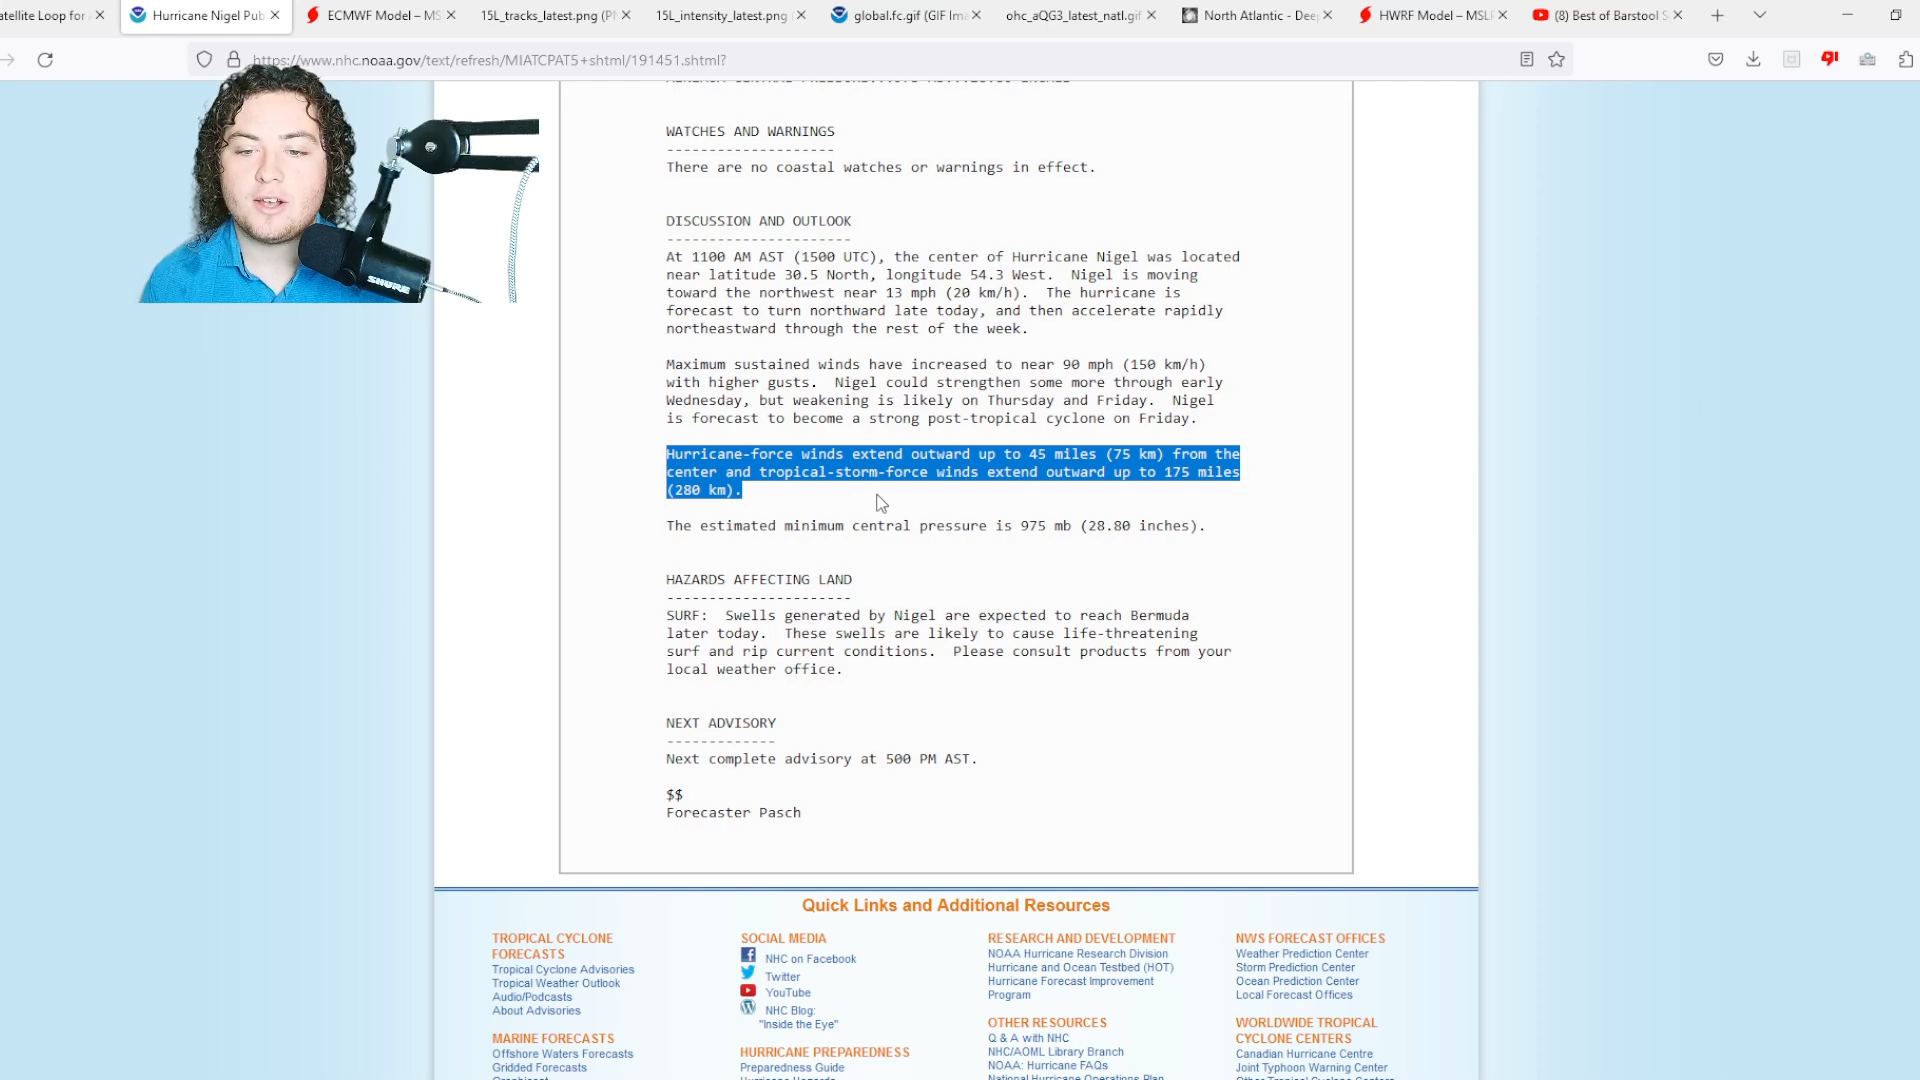 atellite Loop for
Hurricane Nigel Pub
ECMWF Model – MS
15L_tracks_latest.png (P
15L_intensity_latest.png
global.fc.gif (GIF Ima
ohc_aQG3_latest_natl.gif
North Atlantic - Dee
HWRF Model – MSL
(8) Best of Barstool S
https://www.nhc.noaa.gov/text/refresh/MIATCPAT5+shtml/191451.shtml?
WATCHES AND WARNINGS
--------------------
There are no coastal watches or warnings in effect.
DISCUSSION AND OUTLOOK
----------------------
At 1100 AM AST (1500 UTC), the center of Hurricane Nigel was located
near latitude 30.5 North, longitude 54.3 West. Nigel is moving
toward the northwest near 13 mph (20 km/h). The hurricane is
forecast to turn northward late today, and then accelerate rapidly
northeastward through the rest of the week.
Maximum sustained winds have increased to near 90 mph (150 km/h)
with higher gusts. Nigel could strengthen some more through early
Wednesday, but weakening is likely on Thursday and Friday. Nigel
is forecast to become a strong post-tropical cyclone on Friday.
Hurricane-force winds extend outward up to 45 miles (75 km) from the
center and tropical-storm-force winds extend outward up to 175 miles
(280 km).
The estimated minimum central pressure is 975 mb (28.80 inches).
HAZARDS AFFECTING LAND
----------------------
SURF: Swells generated by Nigel are expected to reach Bermuda
later today. These swells are likely to cause life-threatening
surf and rip current conditions. Please consult products from your
local weather office.
NEXT ADVISORY
-------------
Next complete advisory at 500 PM AST.
$$
Forecaster Pasch
SHURE
Quick Links and Additional Resources
TROPICAL CYCLONE
FORECASTS
Tropical Cyclone Advisories
Tropical Weather Outlook
Audio/Podcasts
About Advisories
MARINE FORECASTS
Offshore Waters Forecasts
Gridded Forecasts
SOCIAL MEDIA
NHC on Facebook
Twitter
YouTube
NHC Blog:
"Inside the Eye"
HURRICANE PREPAREDNESS
Preparedness Guide
RESEARCH AND DEVELOPMENT
NOAA Hurricane Research Division
Hurricane and Ocean Testbed (HOT)
Hurricane Forecast Improvement
Program
OTHER RESOURCES
Q & A with NHC
NHC/AOML Library Branch
NOAA: Hurricane FAQs
NWS FORECAST OFFICES
Weather Prediction Center
Storm Prediction Center
Ocean Prediction Center
Local Forecast Offices
WORLDWIDE TROPICAL
CYCLONE CENTERS
Canadian Hurricane Centre
Joint Typhoon Warning Center